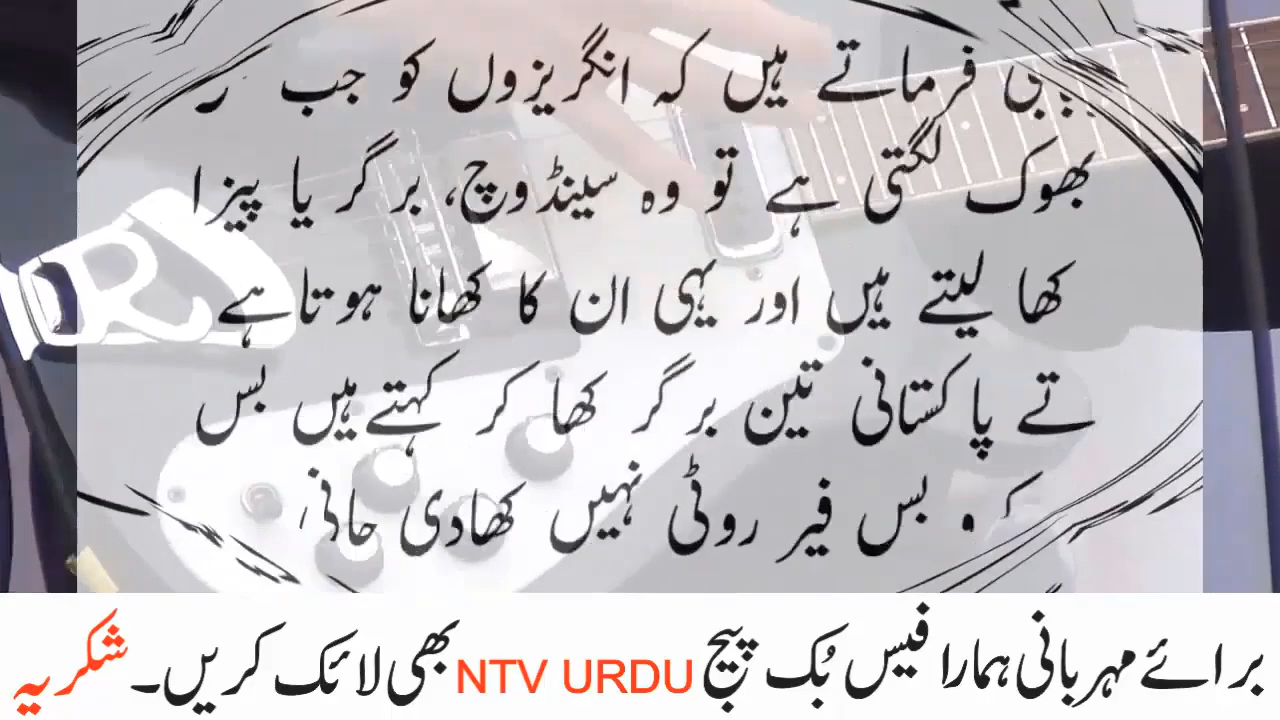 فرماتے ہیں کہ انگریزوں کو جب
بھوک لگتی ہے تو وہ سینڈوچ، برگر یا پیزا
کھا لیتے ہیں اور یہی ان کا کھانا ہوتا ہے
تے پاکستانی تین برگر کھا کر کہتے ہیں بس
بس فیر روٹی نہیں کھادی جانی
برائے مہربانی ہمارا فیس بُک پیج NTV URDU بھی لائک کریں۔ شکریہ